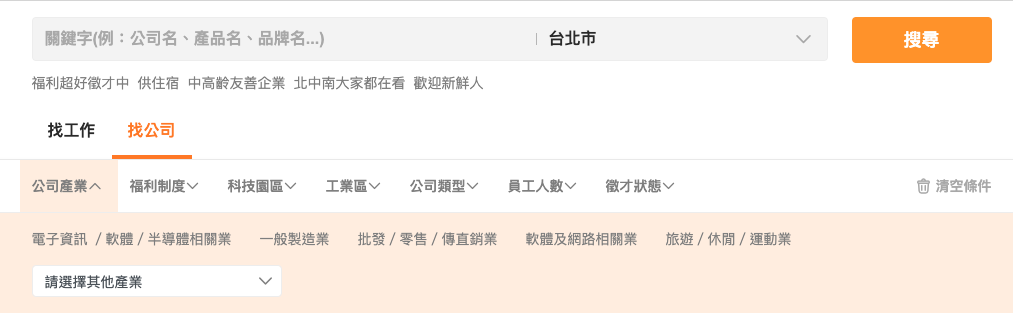 關鍵字(例：公司名、產品名、品牌名...) 台北市 搜尋
福利超好徵才中 供住宿 中高齡友善企業 北中南大家都在看 歡迎新鮮人
找工作 找公司
公司產業 福利制度 科技園區 工業區 公司類型 員工人數 徵才狀態 清空條件
電子資訊 / 軟體 / 半導體相關業 一般製造業 批發 / 零售 / 傳直銷業 軟體及網路相關業 旅遊 / 休閒 / 運動業
請選擇其他產業